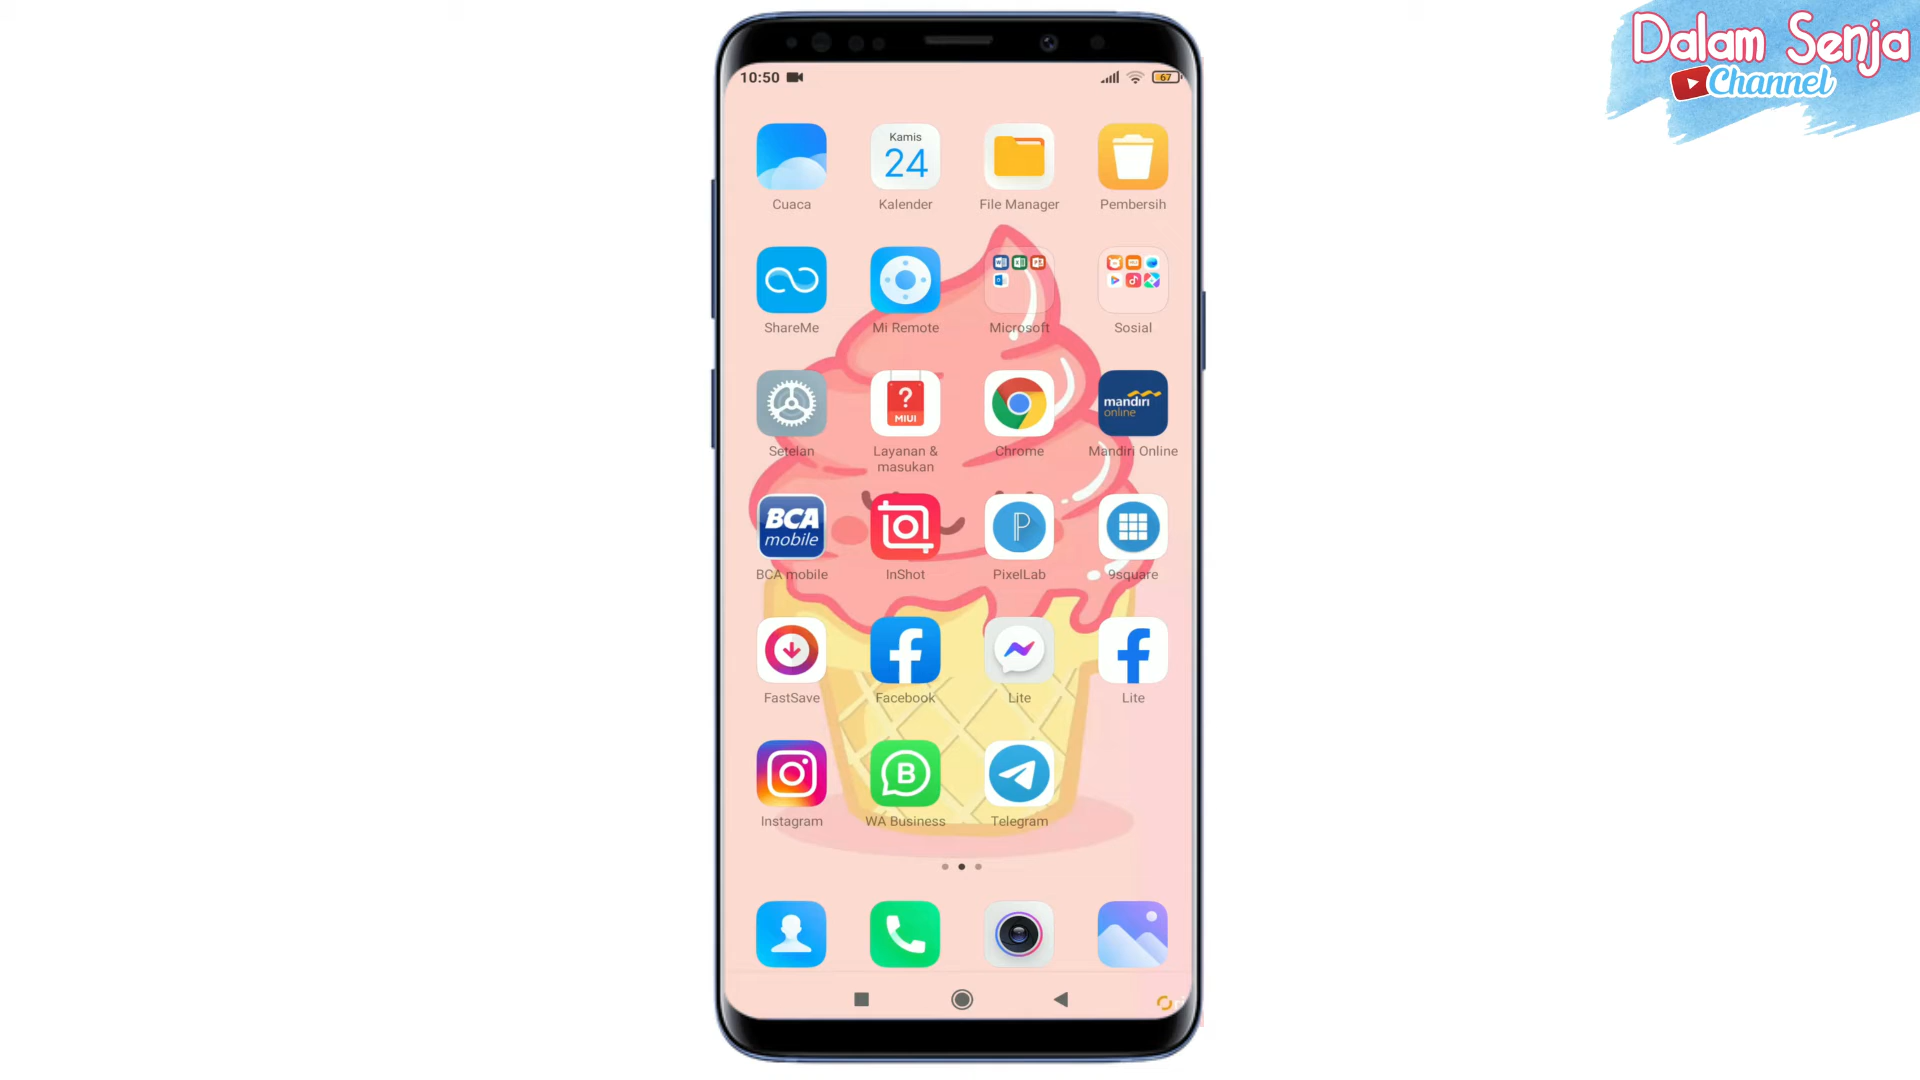 Dalam Senja
Channel
10:50
67
Kamis
24
Cuaca
Kalender
File Manager
Pembersih
ShareMe
Mi Remote
Microsoft
Sosial
?
MIUI
mandiri
online
Setelan
Layanan &
masukan
Chrome
Mandiri Online
BCA
mobile
P
BCA mobile
InShot
PixelLab
9square
FastSave
Facebook
Lite
Lite
B
Instagram
WA Business
Telegram